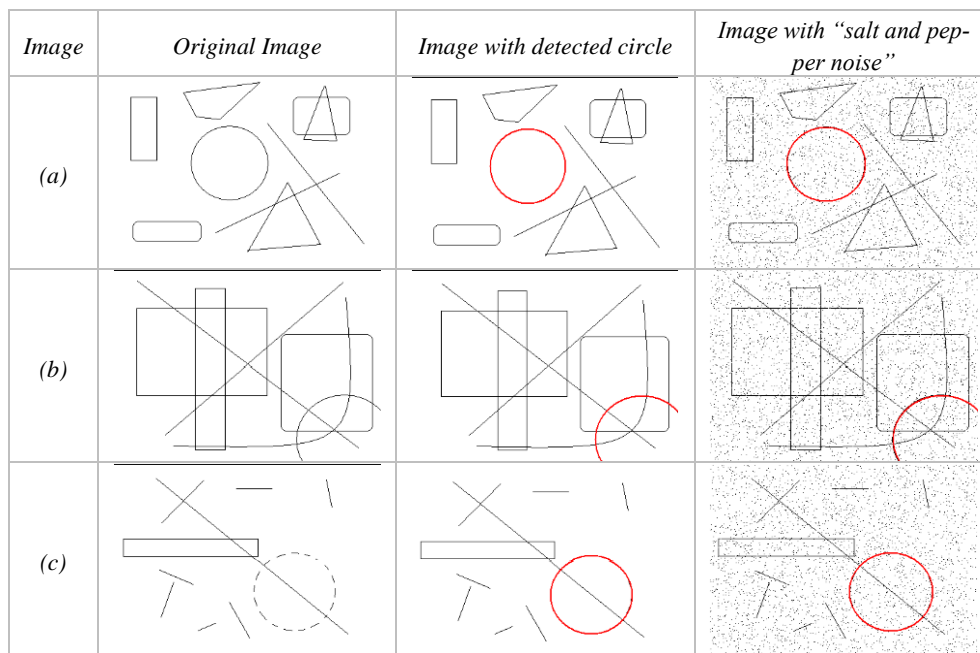 Image
Original Image
Image with detected circle
Image with “salt and pep-
per noise”
(a)
(b)
(c)